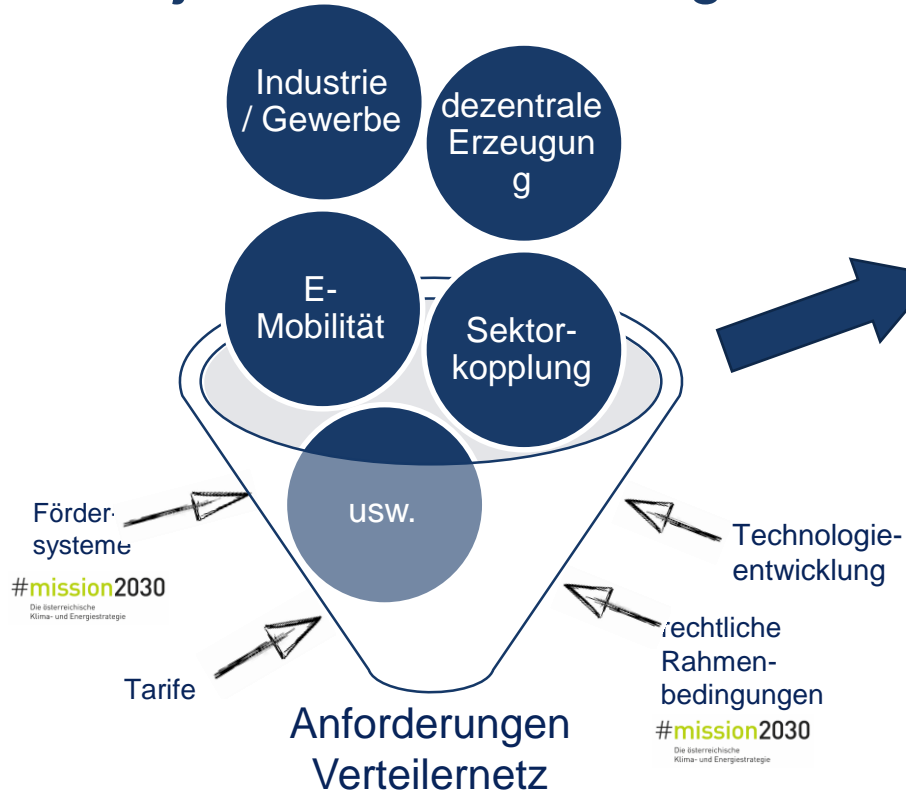 Industrie
/ Gewerbe
dezentrale
Erzeugun
g
E-
Mobilität
Sektor-
kopplung
usw.
Förder-
systeme
#mission2030
Die österreichische
Klima- und Energiestrategie
Tarife
Technologie-
entwicklung
rechtliche
Rahmen-
bedingungen
#mission2030
Die österreichische
Klima- und Energiestrategie
Anforderungen
Verteilernetz